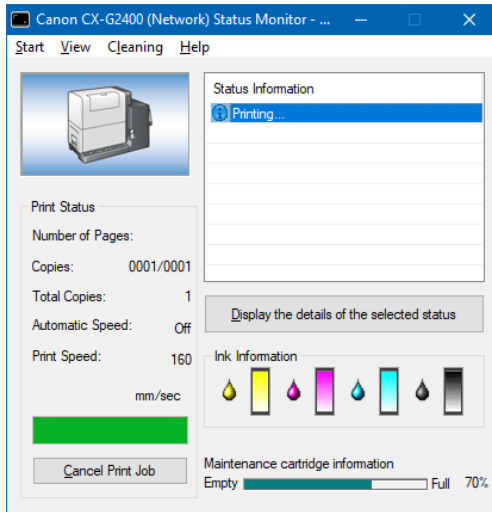 Canon CX-G2400 (Network) Status Monitor - ...
Start View Cleaning Help
Status Information
Printing...
Print Status
Number of Pages:
Copies: 0001/0001
Total Copies: 1
Automatic Speed: Off
Print Speed: 160
mm/sec
Cancel Print Job
Display the details of the selected status
Ink Information
Maintenance cartridge information
Empty Full 70%